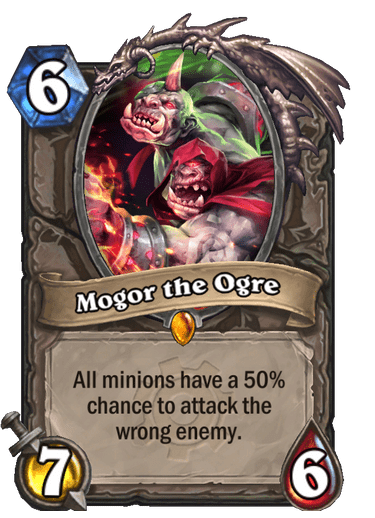 6
Mogor the Ogre
All minions have a 50%
chance to attack the
wrong enemy.
7
6